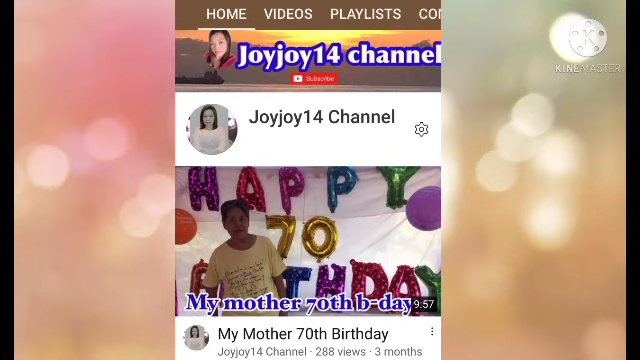 HOME VIDEOS PLAYLISTS CO
KINEMASTER
Joyjoy14 channel
Subscribe
Joyjoy14 Channel
HAPPY
70
BIRTHDAY
My mother 70th b-day
9:57
My Mother 70th Birthday
Joyjoy14 Channel · 288 views · 3 months